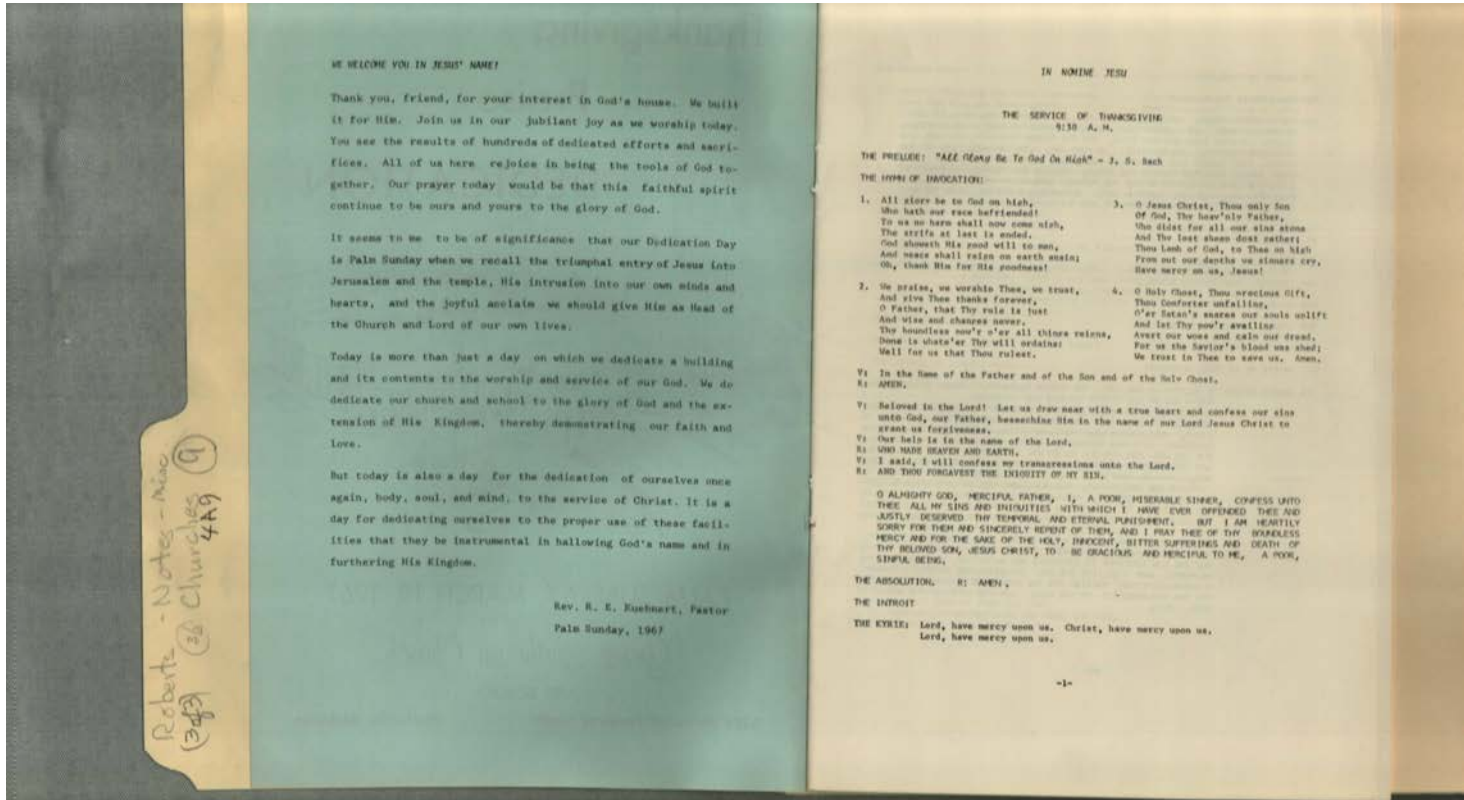 Roberts - Notes - Misc
(3 of 3) (36) Churches (9)
4A9
WE WELCOME YOU IN JESUS' NAME!
Thank you, friend, for your interest in God's house. We built
it for Him. Join us in our jubilant joy as we worship today.
You see the results of hundreds of dedicated efforts and sacri-
fices. All of us here rejoice in being the tools of God to-
gether. Our prayer today would be that this faithful spirit
continue to be ours and yours to the glory of God.
It seems to me to be of significance that our Dedication Day
is Palm Sunday when we recall the triumphal entry of Jesus into
Jerusalem and the temple, His intrusion into our own minds and
hearts, and the joyful acclaim we should give Him as Head of
the Church and Lord of our own lives.
Today is more than just a day on which we dedicate a building
and its contents to the worship and service of our God. We do
dedicate our church and school to the glory of God and the ex-
tension of His Kingdom, thereby demonstrating our faith and
Love.
But today is also a day for the dedication of ourselves once
again, body, soul, and mind, to the service of Christ. It is a
day for dedicating ourselves to the proper use of these facil-
ities that they be instrumental in hallowing God's name and in
furthering His Kingdom.
Rev. R. E. Kuehnert, Pastor
Palm Sunday, 1967
IN NOMINE JESU
THE SERVICE OF THANKSGIVING
9:30 A. M.
THE PRELUDE: "All Glory Be To God On High" - J. S. Bach
THE HYMN OF INVOCATION:
1. All glory be to God on high,
Who hath our race befriended!
To us no harm shall now come nigh,
The strife at last is ended.
God showeth His good will to men,
And peace shall reign on earth again;
Oh, thank Him for His goodness!
2. We praise, we worship Thee, we trust,
And give Thee thanks forever,
O Father, that Thy rule is just
And wise and changes never.
Thy boundless pow'r o'er all things reigns,
Done is whate'er Thy will ordains:
Well for us that Thou rulest.
3. O Jesus Christ, Thou only Son
Of God, Thy heav'nly Father,
Who didst for all our sins atone
And Thy lost sheep dost gather;
Thou Lamb of God, to Thee on high
From out our depths we sinners cry,
Have mercy on us, Jesus!
4. O Holy Ghost, Thou precious Gift,
Thou Comforter unfailing,
O'er Satan's snares our souls uplift
And let Thy pow'r availing
Avert our woes and calm our dread.
For us the Savior's blood was shed;
We trust in Thee to save us. Amen.
V: In the Name of the Father and of the Son and of the Holy Ghost.
R: AMEN.
V: Beloved in the Lord! Let us draw near with a true heart and confess our sins
unto God, our Father, beseeching Him in the name of our Lord Jesus Christ to
grant us forgiveness.
V: Our help is in the name of the Lord,
R: WHO MADE HEAVEN AND EARTH.
V: I said, I will confess my transgressions unto the Lord,
R: AND THOU FORGAVEST THE INIQUITY OF MY SIN.
O ALMIGHTY GOD, MERCIFUL FATHER, I, A POOR, MISERABLE SINNER, CONFESS UNTO
THEE ALL MY SINS AND INIQUITIES WITH WHICH I HAVE EVER OFFENDED THEE AND
JUSTLY DESERVED THY TEMPORAL AND ETERNAL PUNISHMENT. BUT I AM HEARTILY
SORRY FOR THEM AND SINCERELY REPENT OF THEM, AND I PRAY THEE OF THY BOUNDLESS
MERCY AND FOR THE SAKE OF THE HOLY, INNOCENT, BITTER SUFFERINGS AND DEATH OF
THY BELOVED SON, JESUS CHRIST, TO BE GRACIOUS AND MERCIFUL TO ME, A POOR,
SINFUL BEING.
THE ABSOLUTION. R: AMEN.
THE INTROIT
THE KYRIE: Lord, have mercy upon us. Christ, have mercy upon us.
Lord, have mercy upon us.
-1-